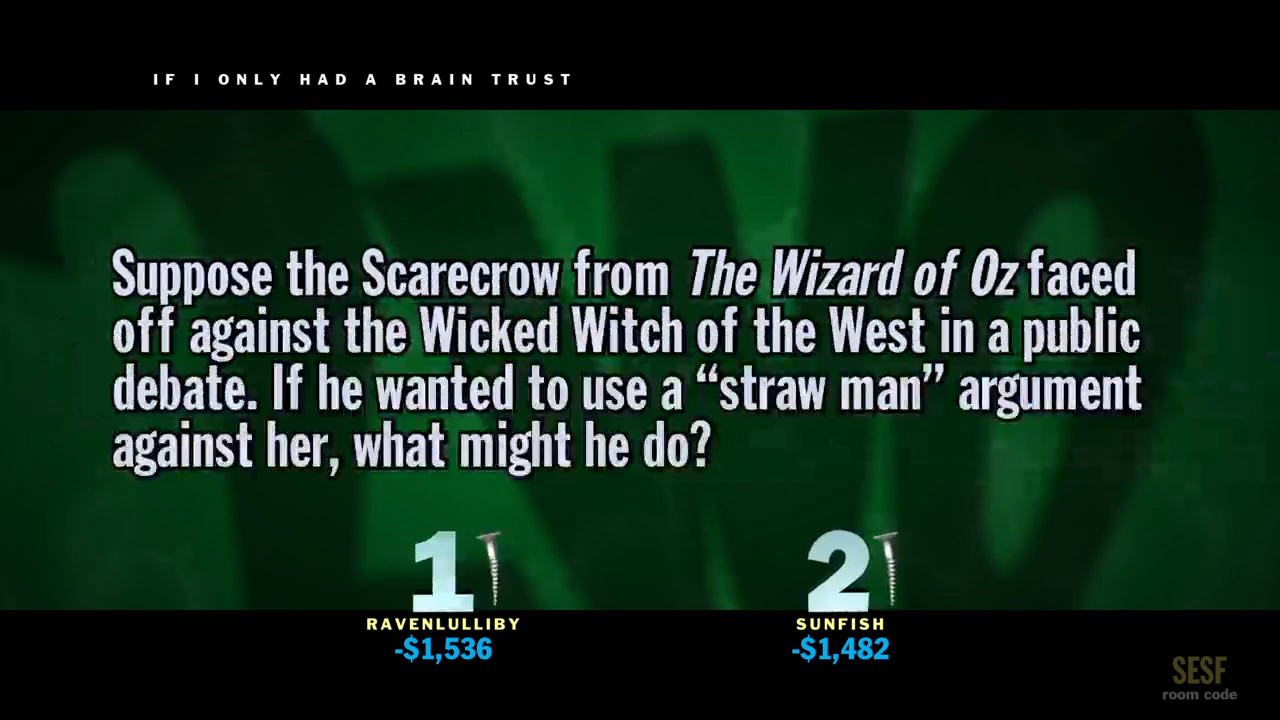 IF I ONLY HAD A BRAIN TRUST
Suppose the Scarecrow from The Wizard of Oz faced
off against the Wicked Witch of the West in a public
debate. If he wanted to use a “straw man” argument
against her, what might he do?
1 2
RAVENLULLIBY SUNFISH
-$1,536 -$1,482
SESF
room code